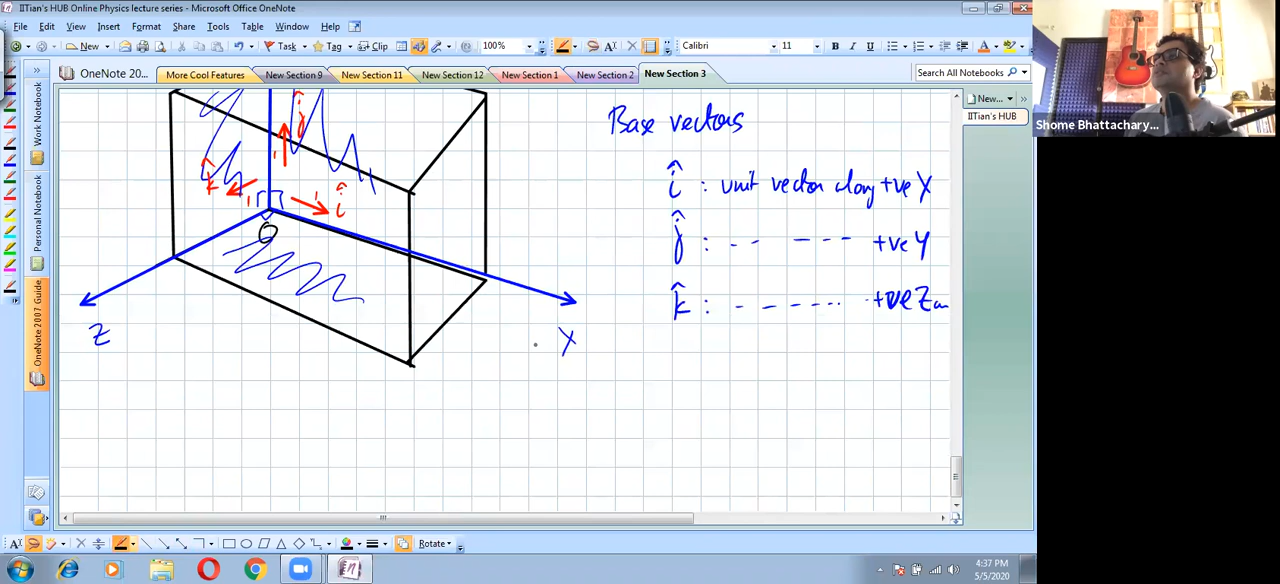 IITian's HUB Online Physics lecture series - Microsoft Office OneNote
File Edit View Insert Format Share Tools Table Window Help
New Task Tag Clip 100% Calibri 11 B I U
OneNote 20... More Cool Features New Section 9 New Section 11 New Section 12 New Section 1 New Section 2 New Section 3 Search All Notebooks
New...
IITian's HUB
Shome Bhattachary...
Work Notebook
Personal Notebook
OneNote 2007 Guide
ĵ
k̂
î
O
Z
X
Base vectors
î : unit vector along +ve X
ĵ : -- --- +ve Y
k̂ : - - - - - .. +ve Z
Rotate
4:37 PM
5/5/2020